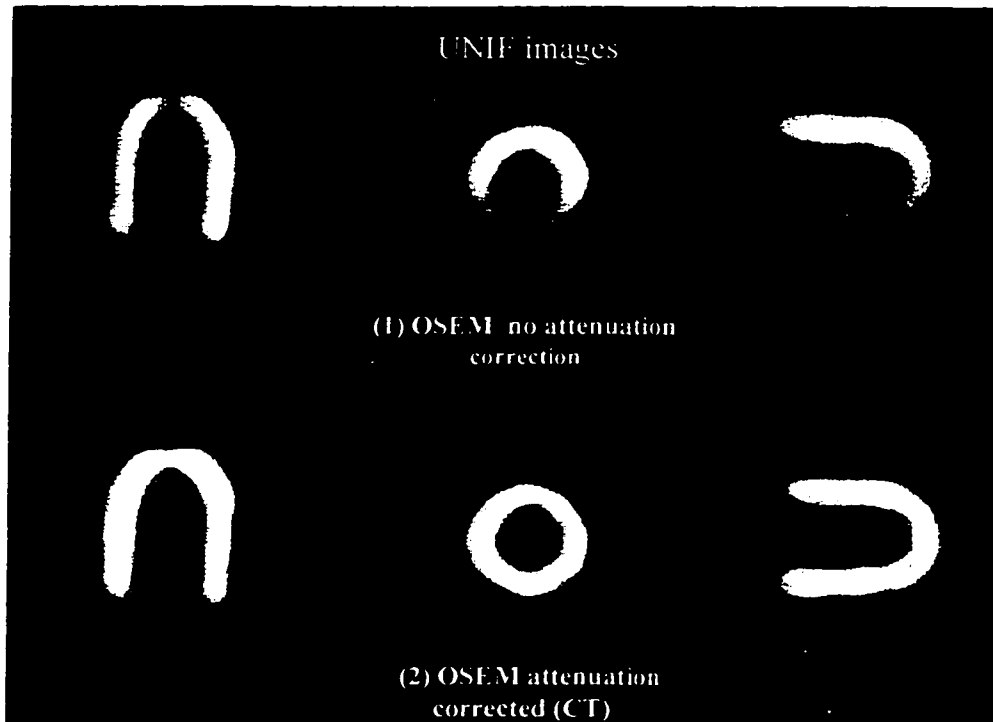 UNIF images
(1) OSEM no attenuation
correction
(2) OSEM attenuation
corrected (CT)